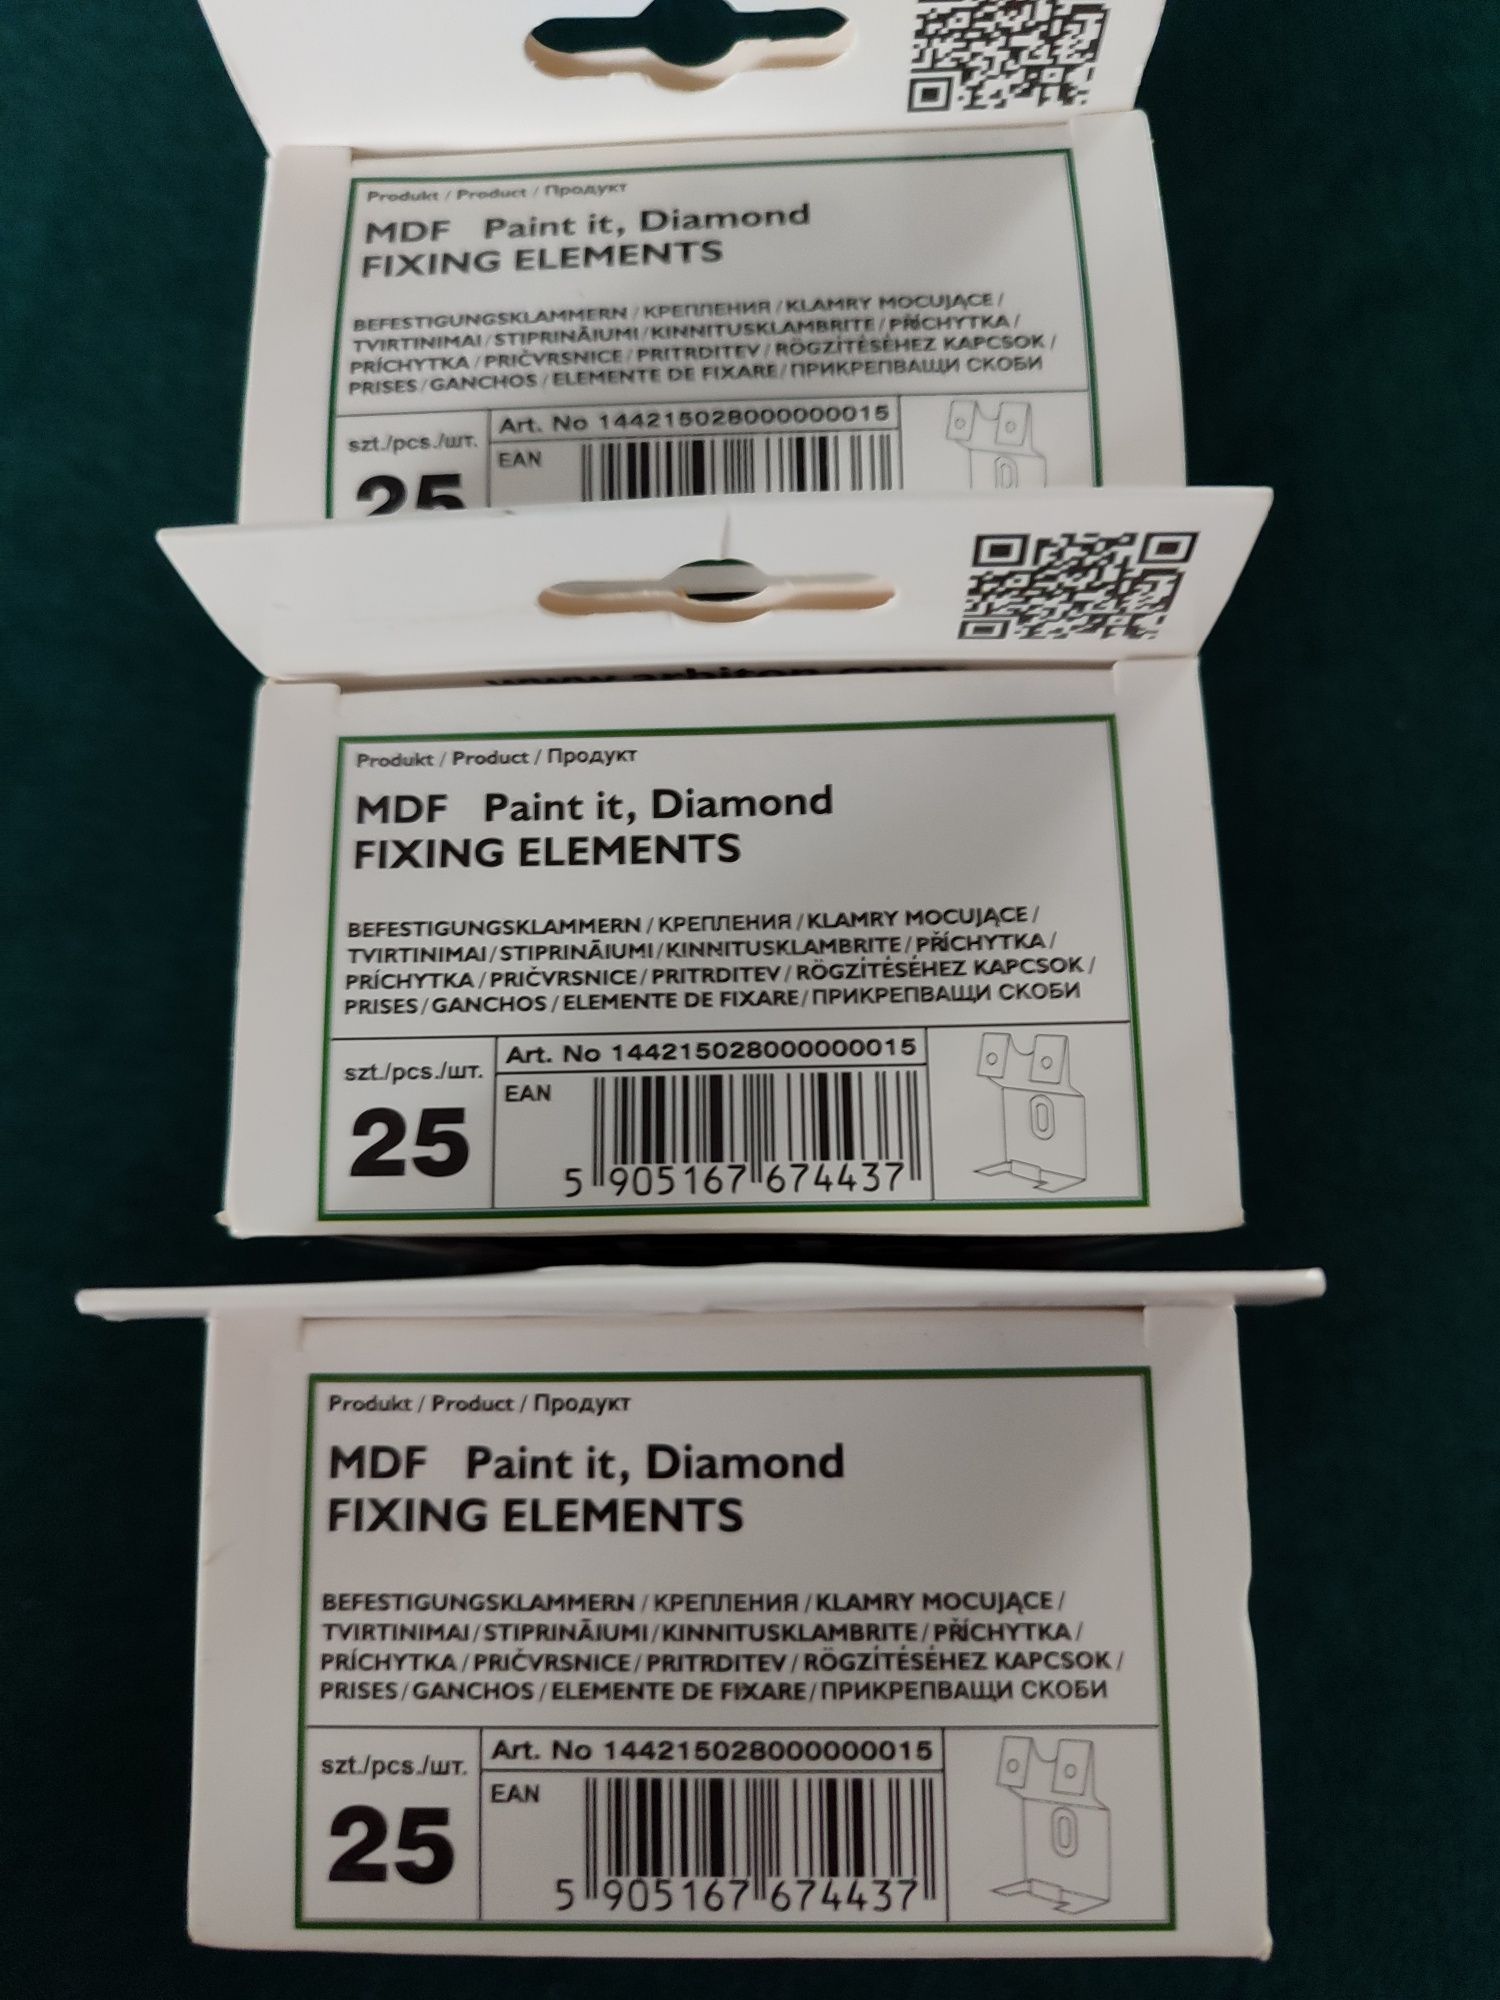 Produkt / Product / Продукт
MDF Paint it, Diamond
FIXING ELEMENTS
BEFESTIGUNGSKLAMMERN / КРЕПЛЕНИЯ / KLAMRY MOCUJĄCE /
TVIRTINIMAI / STIPRINĀIUMI / KINNITUSKLAMBRITE / PŘÍCHYTKA /
PRÍCHYTKA / PRIČVRSNICE / PRITRDITEV / RÖGZÍTÉSÉHEZ KAPCSOK /
PRISES / GANCHOS / ELEMENTE DE FIXARE / ПРИКРЕПВАЩИ СКОБИ
szt./pcs./шт.
25
Art. No 144215028000000015
EAN
www.arbiton.com
Produkt / Product / Продукт
MDF Paint it, Diamond
FIXING ELEMENTS
BEFESTIGUNGSKLAMMERN / КРЕПЛЕНИЯ / KLAMRY MOCUJĄCE /
TVIRTINIMAI / STIPRINĀIUMI / KINNITUSKLAMBRITE / PŘÍCHYTKA /
PRÍCHYTKA / PRIČVRSNICE / PRITRDITEV / RÖGZÍTÉSÉHEZ KAPCSOK /
PRISES / GANCHOS / ELEMENTE DE FIXARE / ПРИКРЕПВАЩИ СКОБИ
szt./pcs./шт.
25
Art. No 144215028000000015
EAN
5 905167 674437
Produkt / Product / Продукт
MDF Paint it, Diamond
FIXING ELEMENTS
BEFESTIGUNGSKLAMMERN / КРЕПЛЕНИЯ / KLAMRY MOCUJĄCE /
TVIRTINIMAI / STIPRINĀIUMI / KINNITUSKLAMBRITE / PŘÍCHYTKA /
PRÍCHYTKA / PRIČVRSNICE / PRITRDITEV / RÖGZÍTÉSÉHEZ KAPCSOK /
PRISES / GANCHOS / ELEMENTE DE FIXARE / ПРИКРЕПВАЩИ СКОБИ
szt./pcs./шт.
25
Art. No 144215028000000015
EAN
5 905167 674437